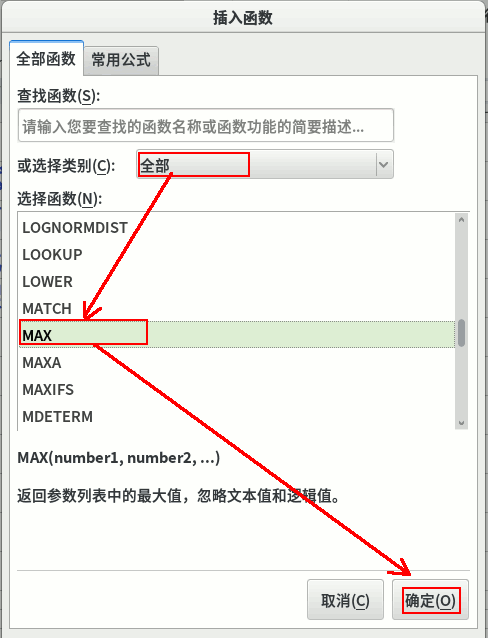 插入函数
全部函数 常用公式
查找函数(S):
请输入您要查找的函数名称或函数功能的简要描述...
或选择类别(C): 全部
选择函数(N):
LOGNORMDIST
LOOKUP
LOWER
MATCH
MAX
MAXA
MAXIFS
MDETERM
MAX(number1, number2, ...)
返回参数列表中的最大值，忽略文本值和逻辑值。
取消(C) 确定(O)